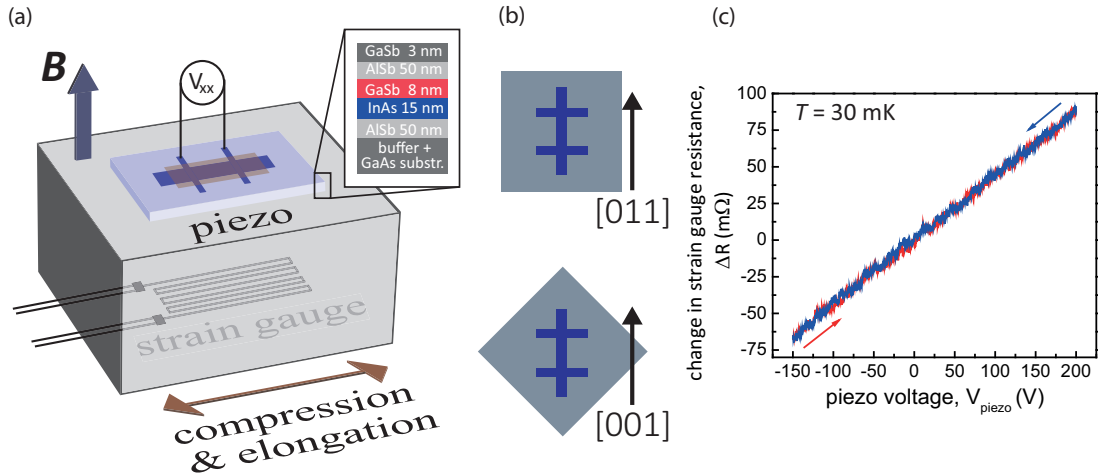 (a)
B
V_xx
GaSb 3 nm
AlSb 50 nm
GaSb 8 nm
InAs 15 nm
AlSb 50 nm
buffer +
GaAs substr.
piezo
strain gauge
compression
& elongation
(b)
[011]
[001]
(c)
change in strain gauge resistance,
ΔR (mΩ)
100
75
50
25
0
-25
-50
-75
T = 30 mK
-150 -100 -50 0 50 100 150 200
piezo voltage, V_piezo (V)